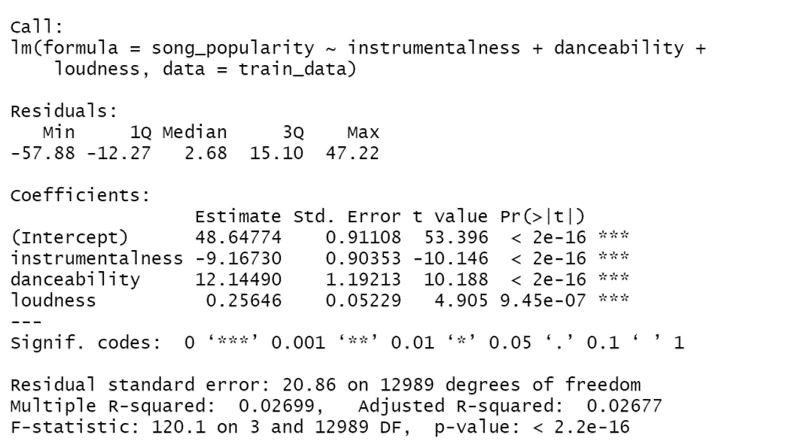 Call:
lm(formula = song_popularity ~ instrumentalness + danceability +
    loudness, data = train_data)

Residuals:
   Min     1Q Median     3Q    Max
-57.88 -12.27   2.68  15.10  47.22

Coefficients:
                 Estimate Std. Error t value Pr(>|t|)
(Intercept)      48.64774    0.91108  53.396  < 2e-16 ***
instrumentalness -9.16730    0.90353 -10.146  < 2e-16 ***
danceability     12.14490    1.19213  10.188  < 2e-16 ***
loudness          0.25646    0.05229   4.905 9.45e-07 ***
---
Signif. codes:  0 ‘***’ 0.001 ‘**’ 0.01 ‘*’ 0.05 ‘.’ 0.1 ‘ ’ 1

Residual standard error: 20.86 on 12989 degrees of freedom
Multiple R-squared:  0.02699,	Adjusted R-squared:  0.02677
F-statistic: 120.1 on 3 and 12989 DF,  p-value: < 2.2e-16